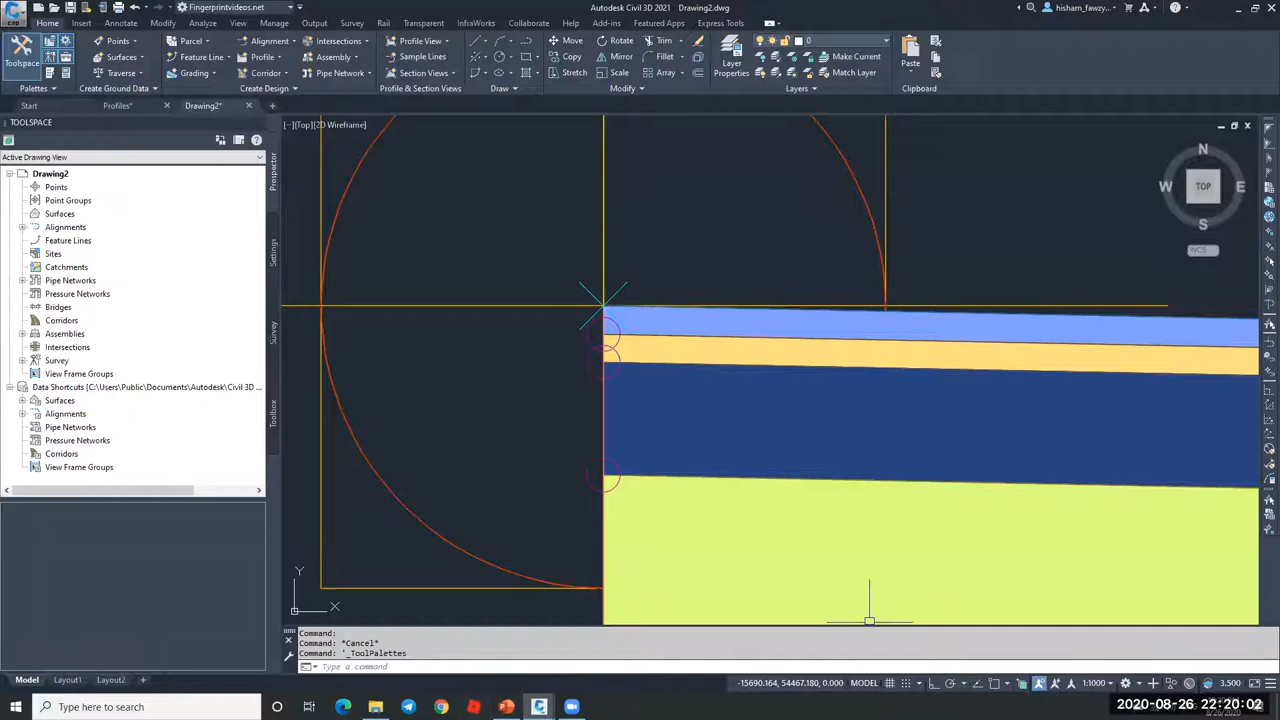 Fingerprintvideos.net
Autodesk Civil 3D 2021 Drawing2.dwg
hisham_fawzy...
C3D
Home Insert Annotate Modify Analyze View Manage Output Survey Rail Transparent InfraWorks Collaborate Help Add-ins Featured Apps Express Tools
Toolspace
Points
Surfaces
Traverse
Parcel
Feature Line
Grading
Alignment
Profile
Corridor
Intersections
Assembly
Pipe Network
Profile View
Sample Lines
Section Views
Move
Copy
Stretch
Rotate
Mirror
Scale
Trim
Fillet
Array
Layer
Properties
0
Make Current
Match Layer
Paste
Palettes Create Ground Data Create Design Profile & Section Views Draw Modify Layers Clipboard
Start Profiles* Drawing2*
TOOLSPACE
[−][Top][2D Wireframe]
Active Drawing View
Drawing2
Points
Point Groups
Surfaces
Alignments
Feature Lines
Sites
Catchments
Pipe Networks
Pressure Networks
Bridges
Corridors
Assemblies
Intersections
Survey
View Frame Groups
Data Shortcuts [C:\Users\Public\Documents\Autodesk\Civil 3D ...
Surfaces
Alignments
Pipe Networks
Pressure Networks
Corridors
View Frame Groups
Prospector
Settings
Survey
Toolbox
N
W TOP E
S
WCS
Y
X
Command:
Command: *Cancel*
Command: '_ToolPalettes
Type a command
Model Layout1 Layout2
-15690.164, 54467.180, 0.000 MODEL 1:1000 3.500
Type here to search
2020-08-26 22:20:02